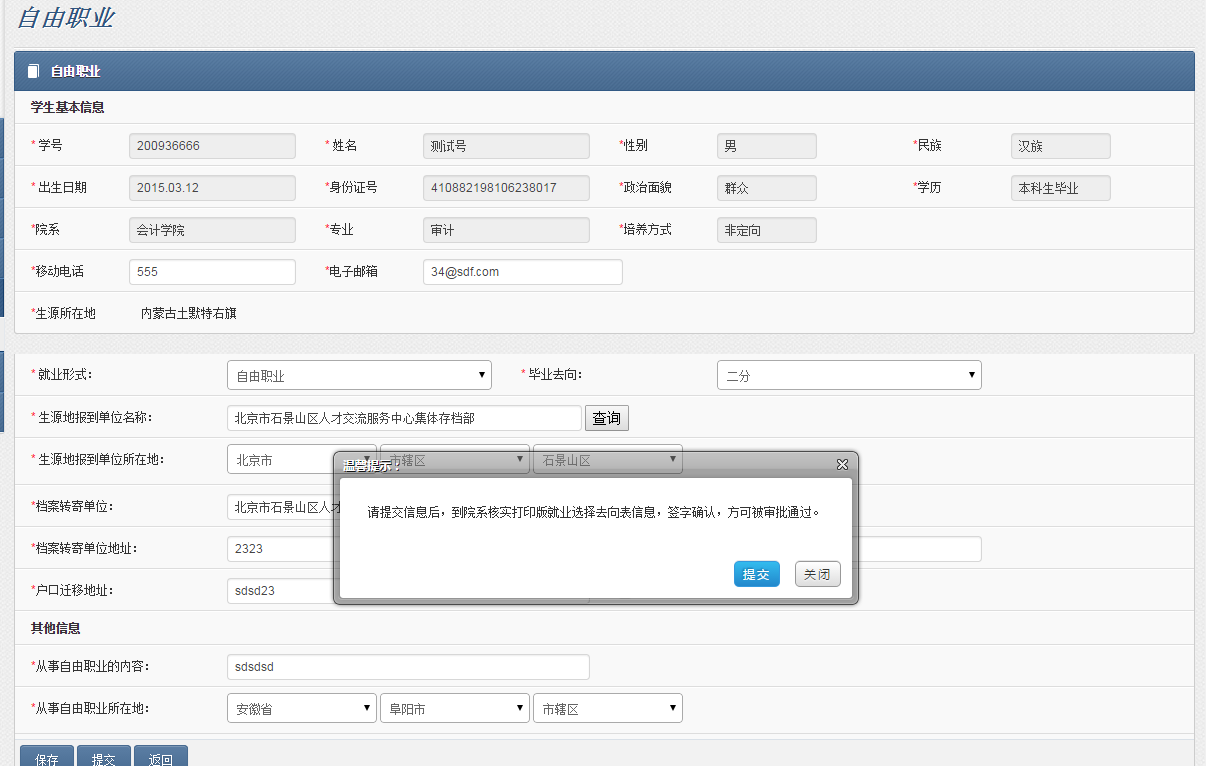 自由职业
自由职业
学生基本信息
*学号 200936666 *姓名 测试号 *性别 男 *民族 汉族
*出生日期 2015.03.12 *身份证号 410882198106238017 *政治面貌 群众 *学历 本科生毕业
*院系 会计学院 *专业 审计 *培养方式 非定向
*移动电话 555 *电子邮箱 34@sdf.com
*生源所在地 内蒙古土默特右旗
*就业形式: 自由职业 *毕业去向: 二分
*生源地报到单位名称: 北京市石景山区人才交流服务中心集体存档部 查询
*生源地报到单位所在地: 北京市 市辖区 石景山区
温馨提示:
*档案转寄单位: 北京市石景山区人才
请提交信息后，到院系核实打印版就业选择去向表信息，签字确认，方可被审批通过。
*档案转寄单位地址: 2323
提交 关闭
*户口迁移地址: sdsd23
其他信息
*从事自由职业的内容: sdsdsd
*从事自由职业所在地: 安徽省 阜阳市 市辖区
保存 提交 返回